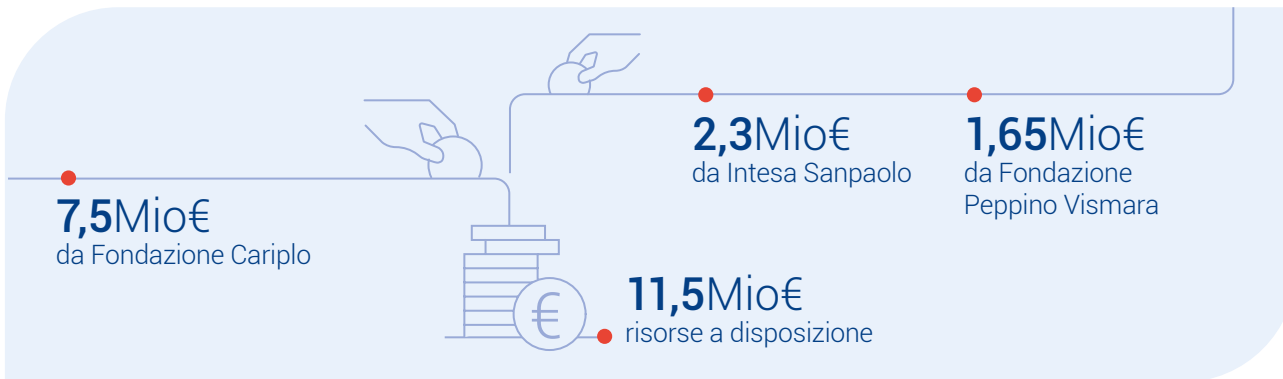 7,5Mio€
da Fondazione Cariplo
2,3Mio€
da Intesa Sanpaolo
1,65Mio€
da Fondazione
Peppino Vismara
€
11,5Mio€
risorse a disposizione